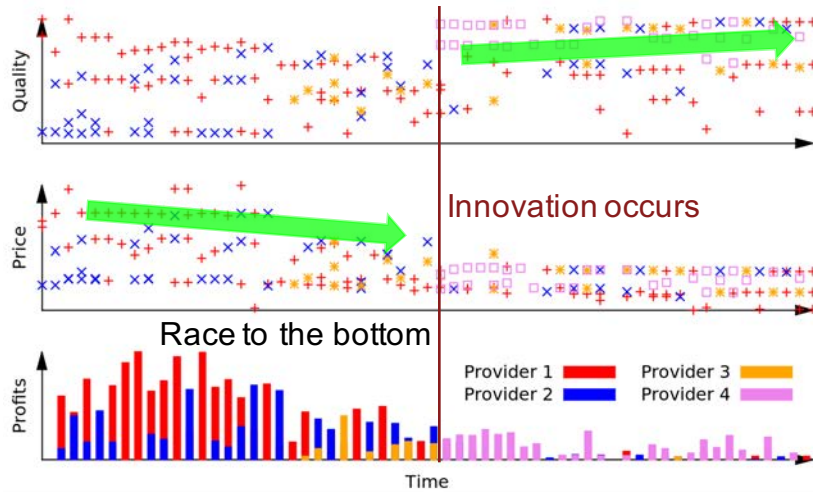 Quality
Innovation occurs
Price
Race to the bottom
Provider 1
Provider 3
Provider 2
Provider 4
Profits
Time